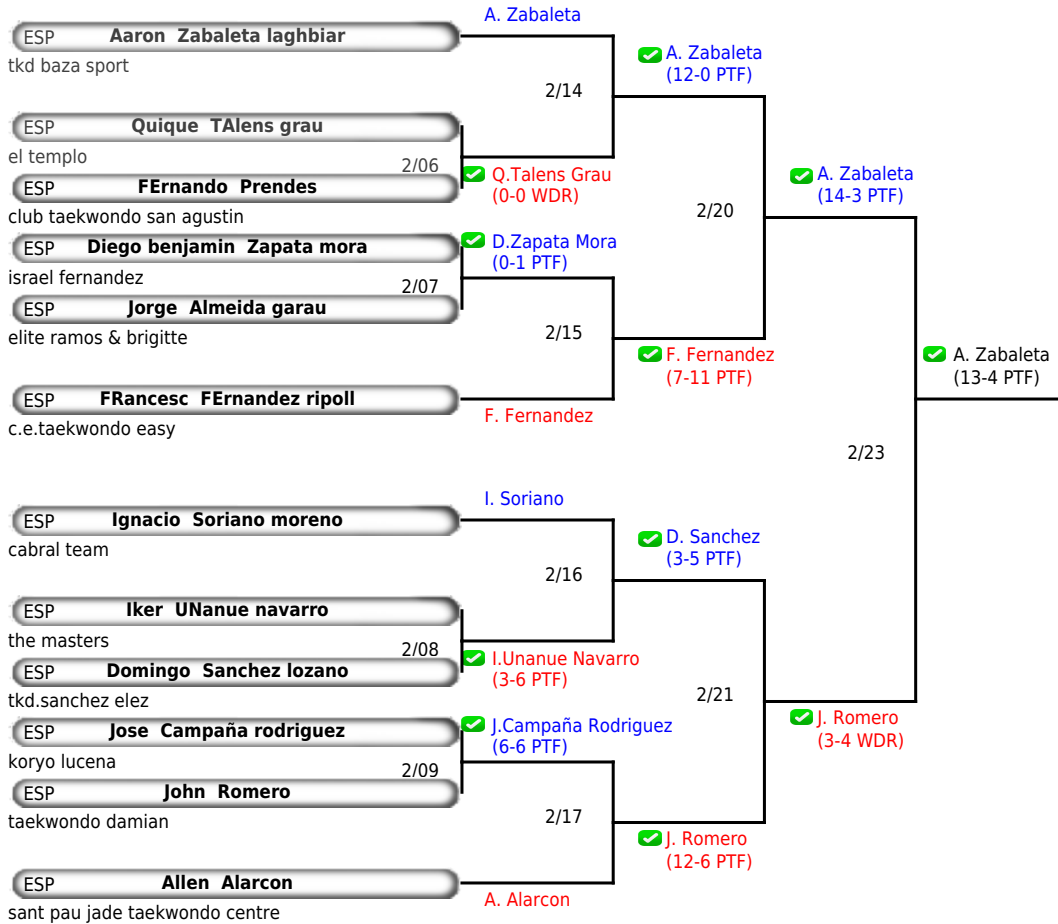 A. Zabaleta
ESP Aaron Zabaleta laghbiar
tkd baza sport
2/14
A. Zabaleta
(12-0 PTF)
ESP Quique TAlens grau
el templo
2/06
ESP FErnando Prendes
club taekwondo san agustin
Q.Talens Grau
(0-0 WDR)
2/20
A. Zabaleta
(14-3 PTF)
ESP Diego benjamin Zapata mora
israel fernandez
D.Zapata Mora
(0-1 PTF)
2/07
ESP Jorge Almeida garau
elite ramos & brigitte
2/15
F. Fernandez
(7-11 PTF)
A. Zabaleta
(13-4 PTF)
ESP FRancesc FErnandez ripoll
c.e.taekwondo easy
F. Fernandez
2/23
I. Soriano
ESP Ignacio Soriano moreno
cabral team
2/16
D. Sanchez
(3-5 PTF)
ESP Iker UNanue navarro
the masters
2/08
ESP Domingo Sanchez lozano
tkd.sanchez elez
I.Unanue Navarro
(3-6 PTF)
2/21
J. Romero
(3-4 WDR)
ESP Jose Campaña rodriguez
koryo lucena
J.Campaña Rodriguez
(6-6 PTF)
2/09
ESP John Romero
taekwondo damian
2/17
J. Romero
(12-6 PTF)
ESP Allen Alarcon
sant pau jade taekwondo centre
A. Alarcon